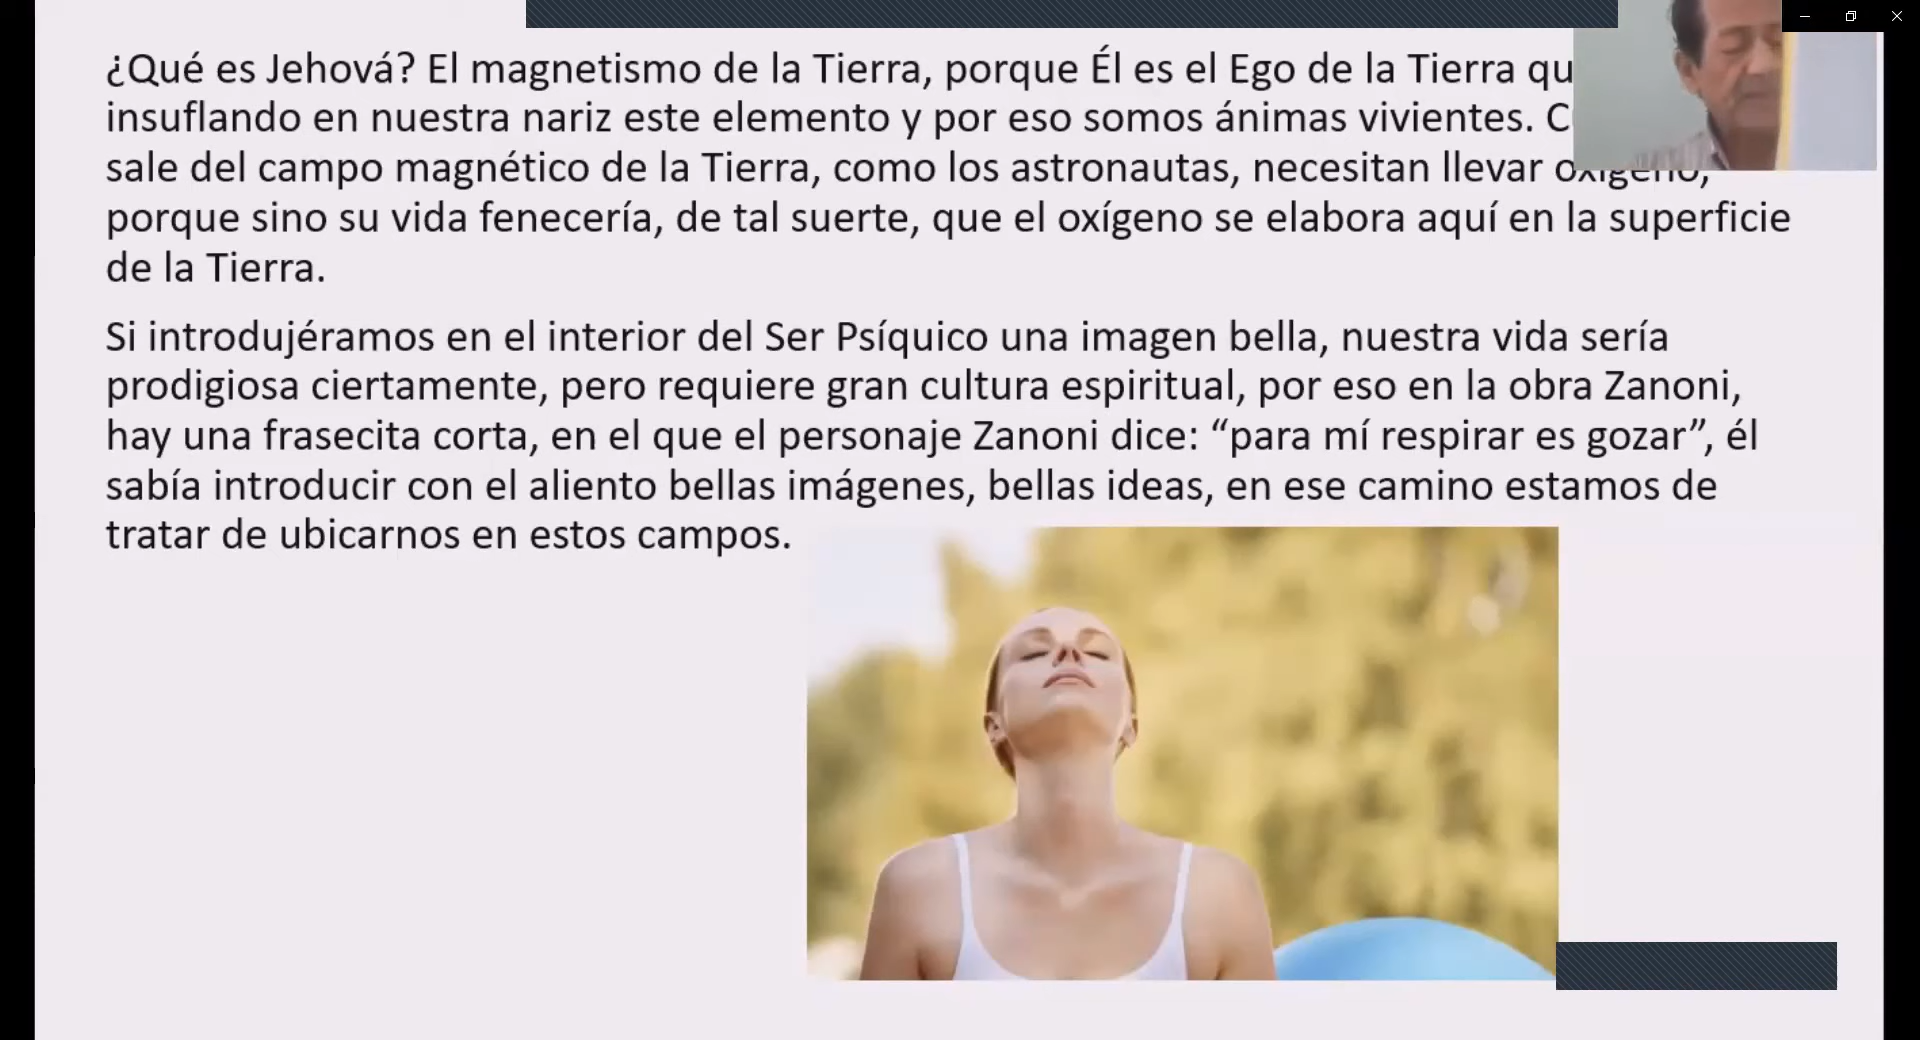 ¿Qué es Jehová? El magnetismo de la Tierra, porque Él es el Ego de la Tierra
insuflando en nuestra nariz este elemento y por eso somos ánimas vivientes.
sale del campo magnético de la Tierra, como los astronautas, necesitan llevar oxígeno,
porque sino su vida fenecería, de tal suerte, que el oxígeno se elabora aquí en la superficie
de la Tierra.
Si introdujéramos en el interior del Ser Psíquico una imagen bella, nuestra vida sería
prodigiosa ciertamente, pero requiere gran cultura espiritual, por eso en la obra Zanoni,
hay una frasecita corta, en el que el personaje Zanoni dice: “para mí respirar es gozar”, él
sabía introducir con el aliento bellas imágenes, bellas ideas, en ese camino estamos de
tratar de ubicarnos en estos campos.